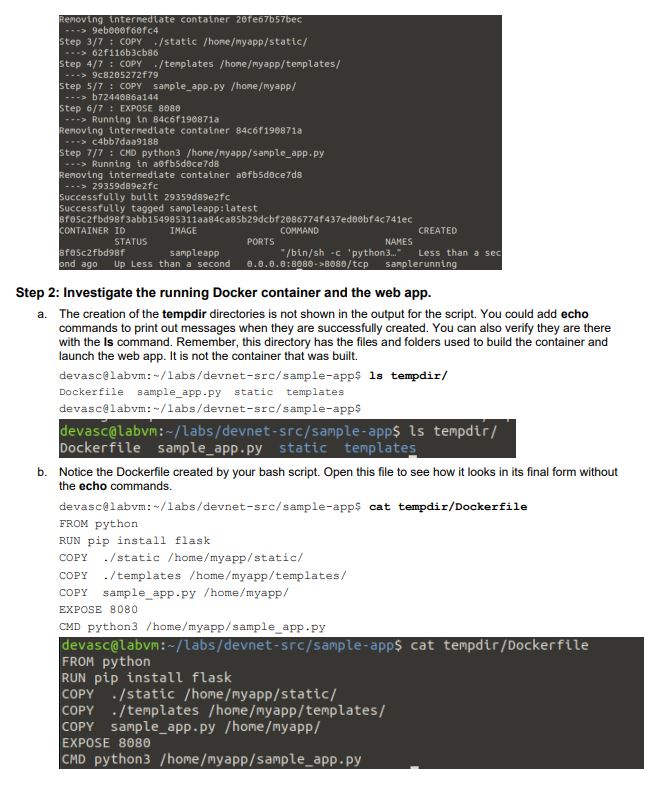 Removing intermediate container 20fe67b57bec
---> 9eb000f60fc4
Step 3/7 : COPY ./static /home/myapp/static/
---> 62f116b3cb86
Step 4/7 : COPY ./templates /home/myapp/templates/
---> 9c8205272f79
Step 5/7 : COPY sample_app.py /home/myapp/
---> b7244086a144
Step 6/7 : EXPOSE 8080
---> Running in 84c6f190871a
Removing intermediate container 84c6f190871a
---> c4bb7daa9188
Step 7/7 : CMD python3 /home/myapp/sample_app.py
---> Running in a0fb5d0ce7d8
Removing intermediate container a0fb5d0ce7d8
---> 29359d89e2fc
Successfully built 29359d89e2fc
Successfully tagged sampleapp:latest
8f05c2fbd98f3abb154985311aa84ca85b29dcbf2086774f437ed00bf4c741ec
CONTAINER ID IMAGE COMMAND CREATED
STATUS PORTS NAMES
8f05c2fbd98f sampleapp "/bin/sh -c 'python3…" Less than a sec
ond ago Up Less than a second 0.0.0.0:8080->8080/tcp samplerunning
Step 2: Investigate the running Docker container and the web app.
a. The creation of the tempdir directories is not shown in the output for the script. You could add echo
commands to print out messages when they are successfully created. You can also verify they are there
with the ls command. Remember, this directory has the files and folders used to build the container and
launch the web app. It is not the container that was built.
devasc@labvm:~/labs/devnet-src/sample-app$ ls tempdir/
Dockerfile sample_app.py static templates
devasc@labvm:~/labs/devnet-src/sample-app$
devasc@labvm:~/labs/devnet-src/sample-app$ ls tempdir/
Dockerfile sample_app.py static templates
b. Notice the Dockerfile created by your bash script. Open this file to see how it looks in its final form without
the echo commands.
devasc@labvm:~/labs/devnet-src/sample-app$ cat tempdir/Dockerfile
FROM python
RUN pip install flask
COPY ./static /home/myapp/static/
COPY ./templates /home/myapp/templates/
COPY sample_app.py /home/myapp/
EXPOSE 8080
CMD python3 /home/myapp/sample_app.py
devasc@labvm:~/labs/devnet-src/sample-app$ cat tempdir/Dockerfile
FROM python
RUN pip install flask
COPY ./static /home/myapp/static/
COPY ./templates /home/myapp/templates/
COPY sample_app.py /home/myapp/
EXPOSE 8080
CMD python3 /home/myapp/sample_app.py